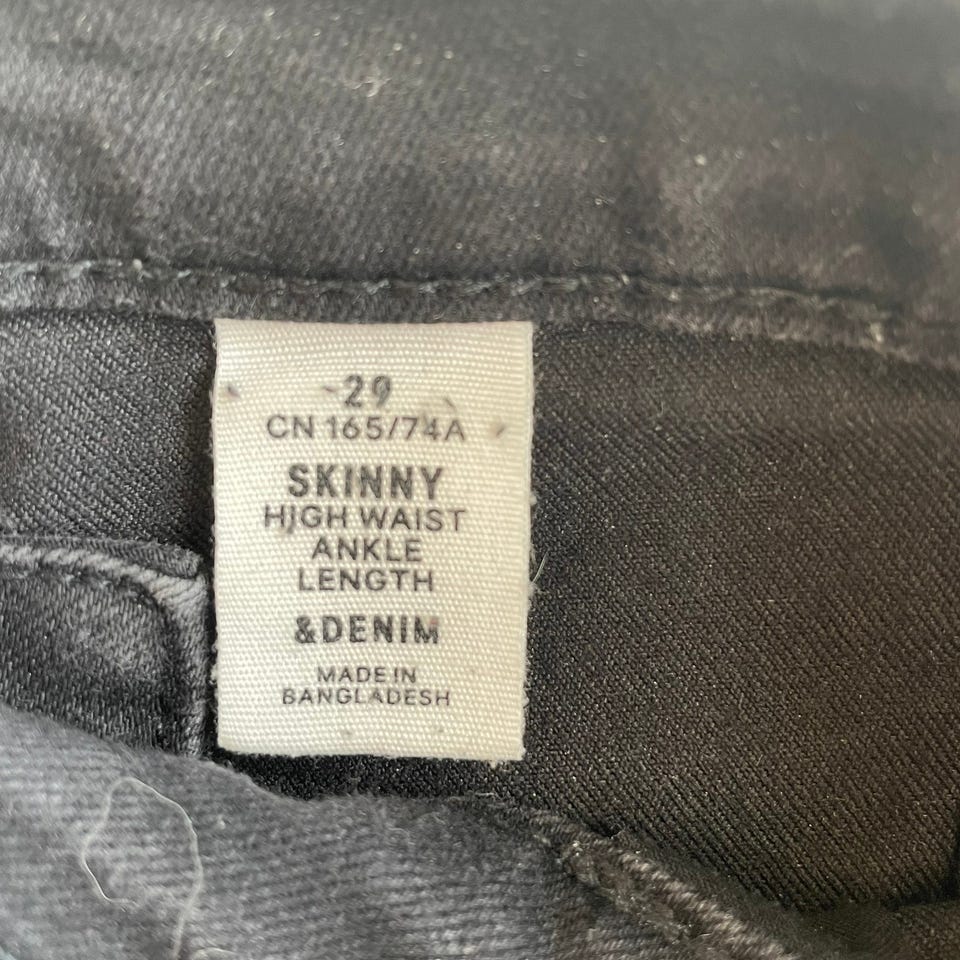 29
CN 165/74A
SKINNY
HIGH WAIST
ANKLE
LENGTH
&DENIM
MADE IN
BANGLADESH